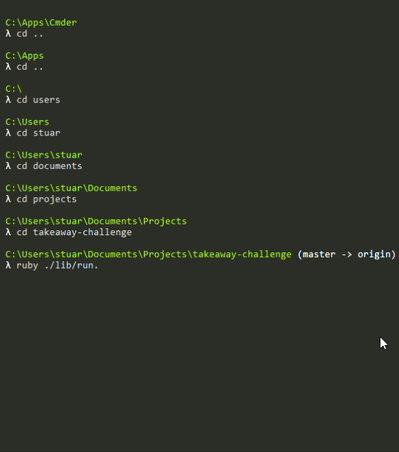 C:\Apps\Cmder
λ cd ..
C:\Apps
λ cd ..
C:\
λ cd users
C:\Users
λ cd stuar
C:\Users\stuar
λ cd documents
C:\Users\stuar\Documents
λ cd projects
C:\Users\stuar\Documents\Projects
λ cd takeaway-challenge
C:\Users\stuar\Documents\Projects\takeaway-challenge (master -> origin)
λ ruby ./lib/run.